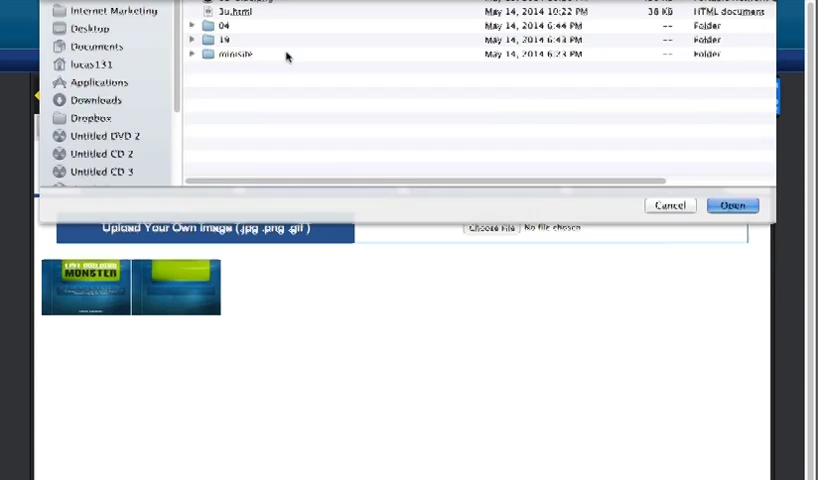 Internet Marketing
3u.html May 14, 2014 10:22 PM 38 KB HTML document
Desktop
04 May 14, 2014 6:44 PM -- Folder
Documents
19 May 14, 2014 6:43 PM -- Folder
lucas131
minisite May 14, 2014 6:23 PM -- Folder
Applications
Downloads
Dropbox
Untitled DVD 2
Untitled CD 2
Untitled CD 3
Cancel Open
Upload Your Own Image (.jpg .png .gif ) Choose File No file chosen
LIST BUILDING
MONSTER